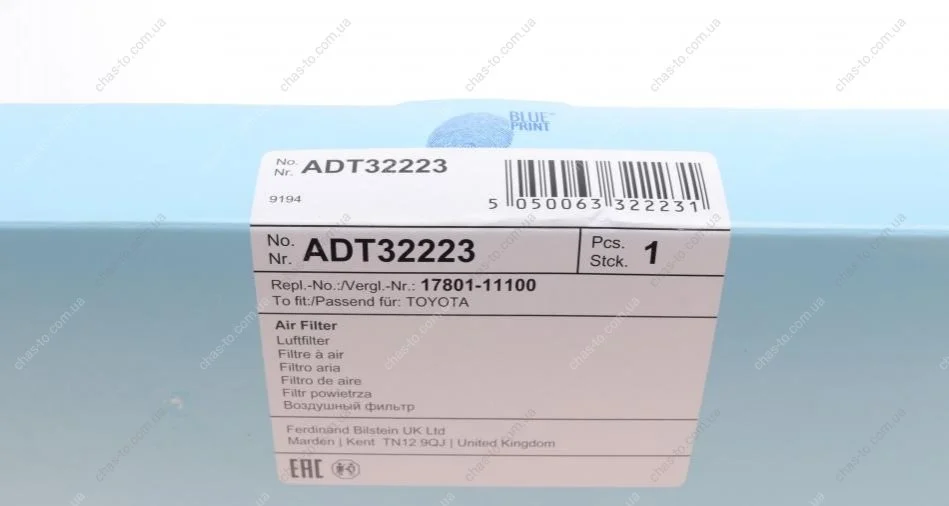 BLUE
PRINT
No.
Nr. ADT32223
9194
5 050063 322231
No.
Nr. ADT32223
Pcs.
Stck. 1
Repl.-No.:/Vergl.-Nr.: 17801-11100
To fit:/Passend für: TOYOTA
Air Filter
Luftfilter
Filtre à air
Filtro aria
Filtro de aire
Filtr powietrza
Воздушный фильтр
Ferdinand Bilstein UK Ltd
Marden | Kent TN12 9QJ | United Kingdom
EAC
chas-to.com.ua